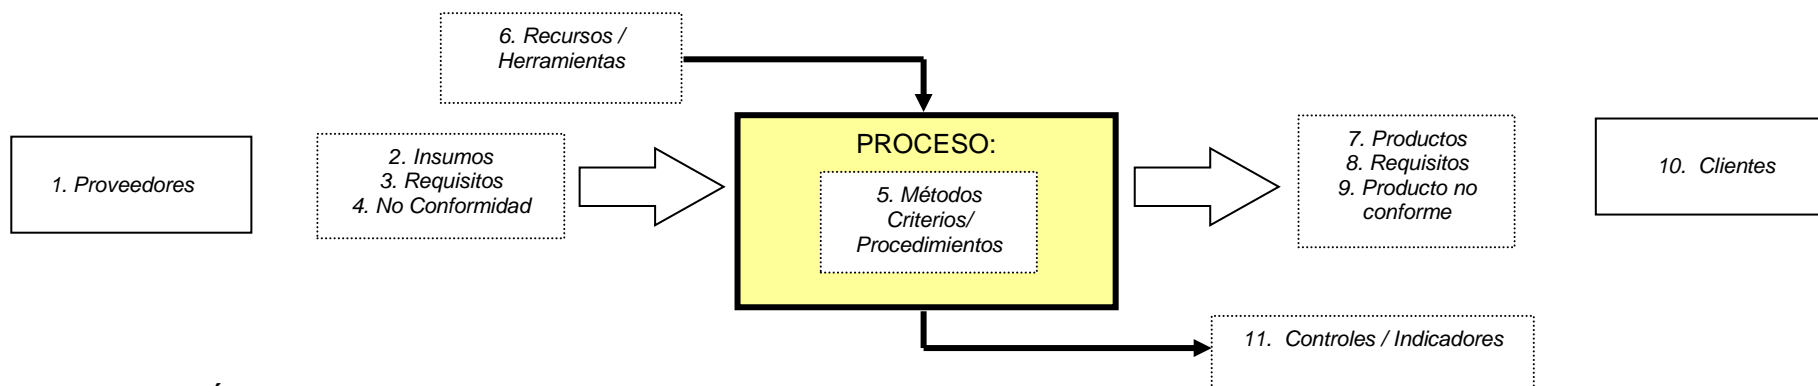 6. Recursos /
Herramientas
1. Proveedores
2. Insumos
3. Requisitos
4. No Conformidad
PROCESO:
5. Métodos
Criterios/
Procedimientos
7. Productos
8. Requisitos
9. Producto no
conforme
10. Clientes
11. Controles / Indicadores